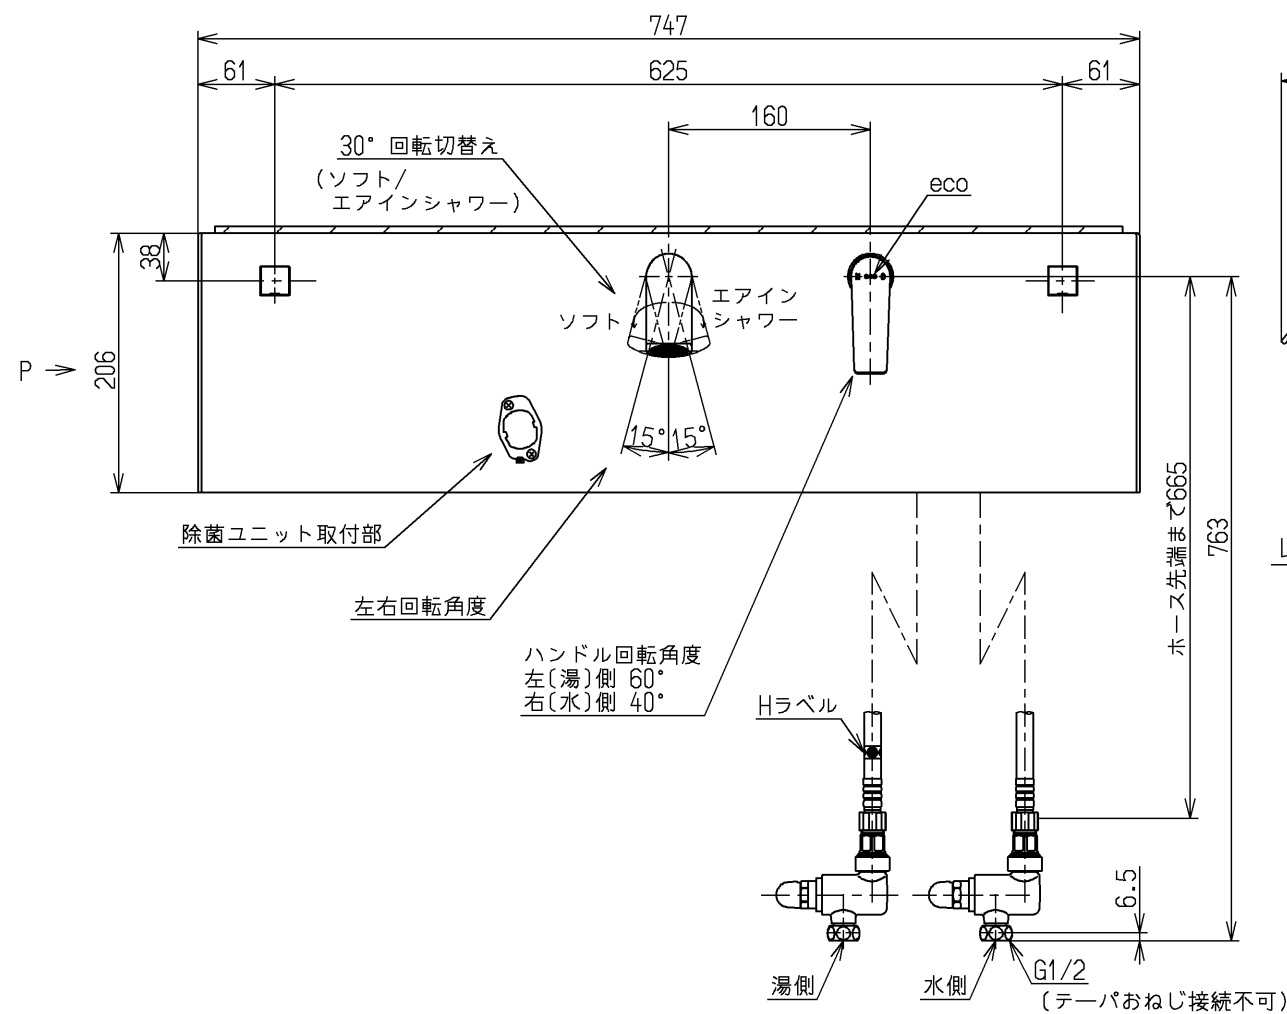 747
61
625
61
160
30° 回転切替え
(ソフト/
エアインシャワー)
eco
38
エアイン
シャワー
ソフト
P
206
15°
15°
除菌ユニット取付部
左右回転角度
ホース先端まで665
763
ハンドル回転角度
左(湯)側 60°
右(水)側 40°
Hラベル
6.5
湯側
水側
G1/2
(テーパおねじ接続不可)